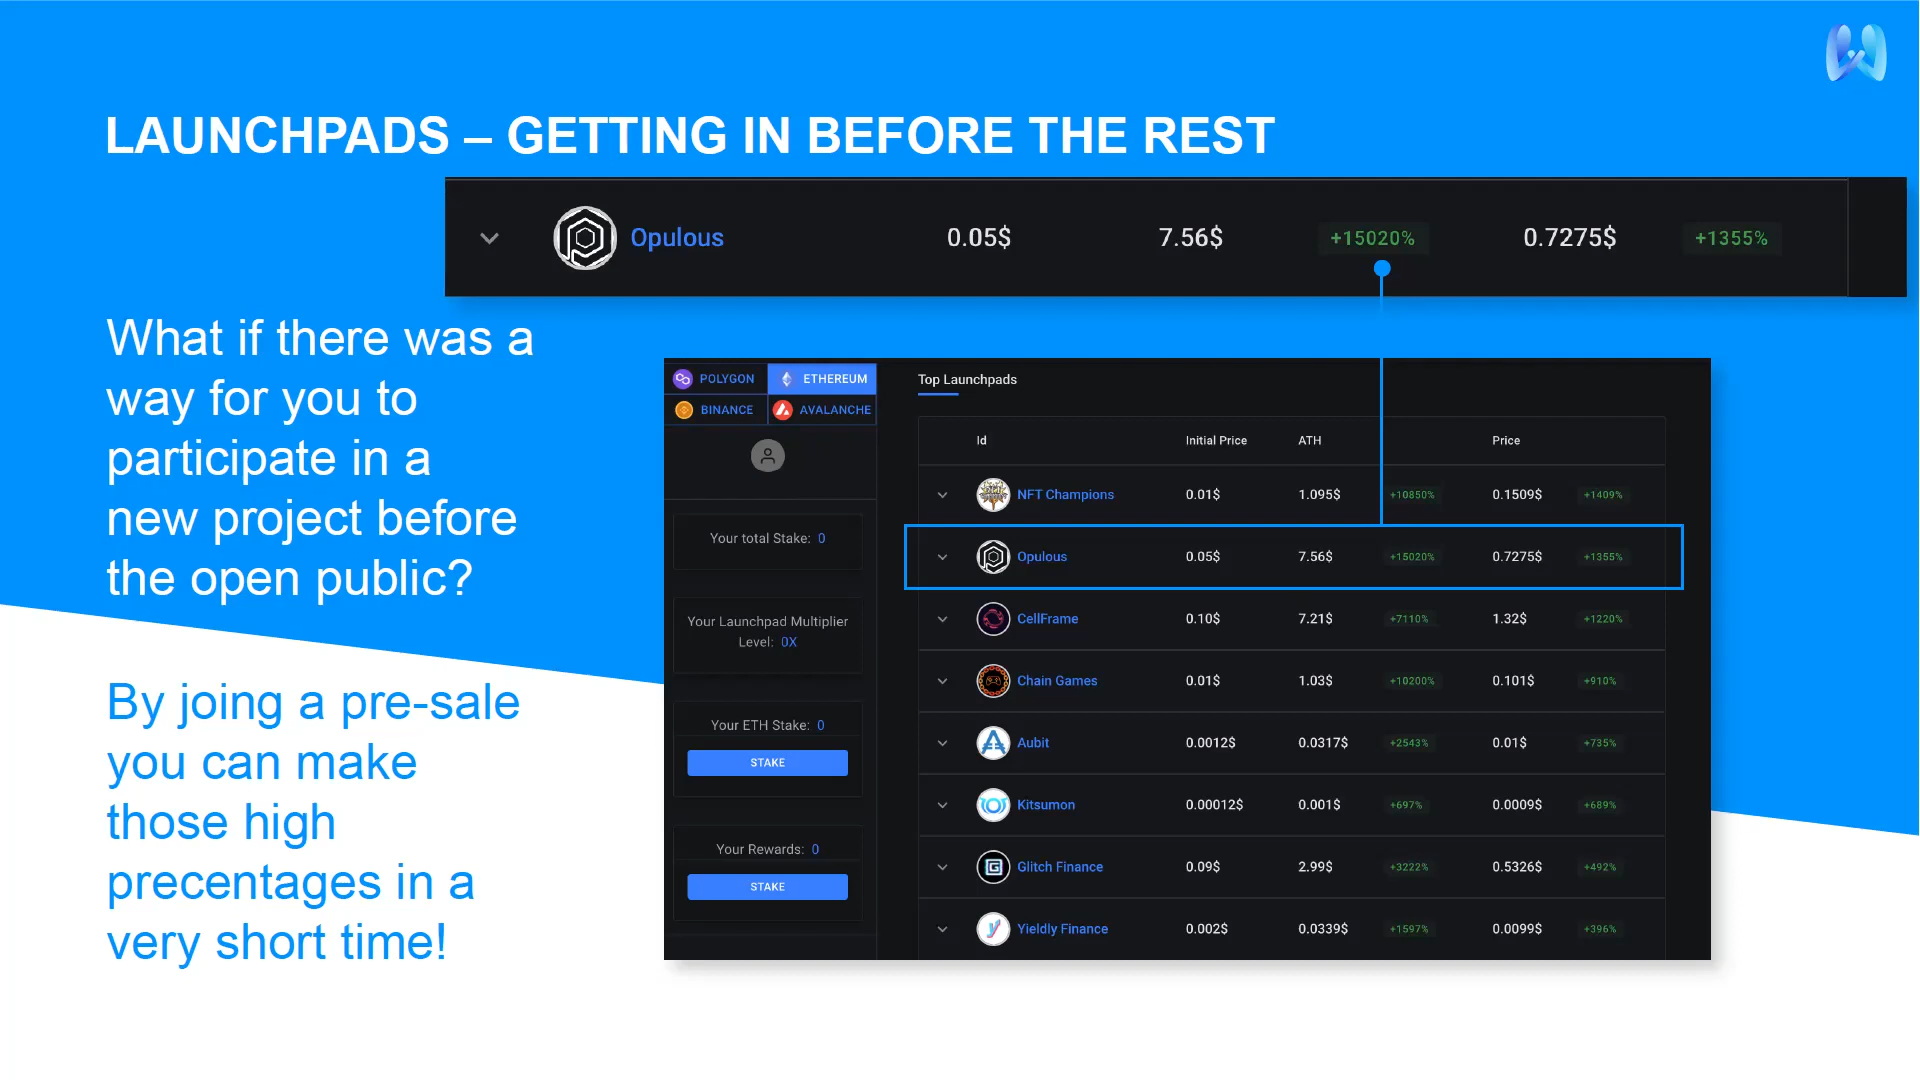 LAUNCHPADS – GETTING IN BEFORE THE REST
Opulous 0.05$ 7.56$ +15020% 0.7275$ +1355%
What if there was a
way for you to
participate in a
new project before
the open public?
By joing a pre-sale
you can make
those high
precentages in a
very short time!
POLYGON ETHEREUM
BINANCE AVALANCHE
Your total Stake: 0
Your Launchpad Multiplier
Level: 0X
Your ETH Stake: 0
STAKE
Your Rewards: 0
STAKE
Top Launchpads
Id Initial Price ATH Price
NFT Champions 0.01$ 1.095$ +10850% 0.1509$ +1409%
Opulous 0.05$ 7.56$ +15020% 0.7275$ +1355%
CellFrame 0.10$ 7.21$ +7110% 1.32$ +1220%
Chain Games 0.01$ 1.03$ +10200% 0.101$ +910%
Aubit 0.0012$ 0.0317$ +2543% 0.01$ +735%
Kitsumon 0.00012$ 0.001$ +697% 0.0009$ +689%
Glitch Finance 0.09$ 2.99$ +3222% 0.5326$ +492%
Yieldly Finance 0.002$ 0.0339$ +1597% 0.0099$ +396%